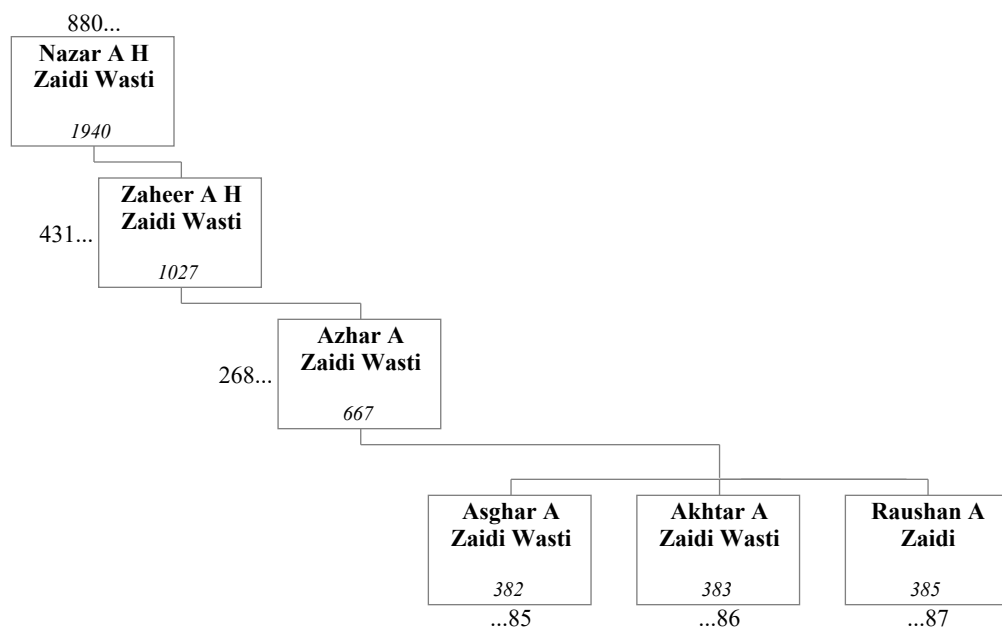 880...
Nazar A H
Zaidi Wasti
1940
Zaheer A H
Zaidi Wasti
431...
1027
Azhar A
Zaidi Wasti
268...
667
Asghar A
Zaidi Wasti
382
...85
Akhtar A
Zaidi Wasti
383
...86
Raushan A
Zaidi
385
...87